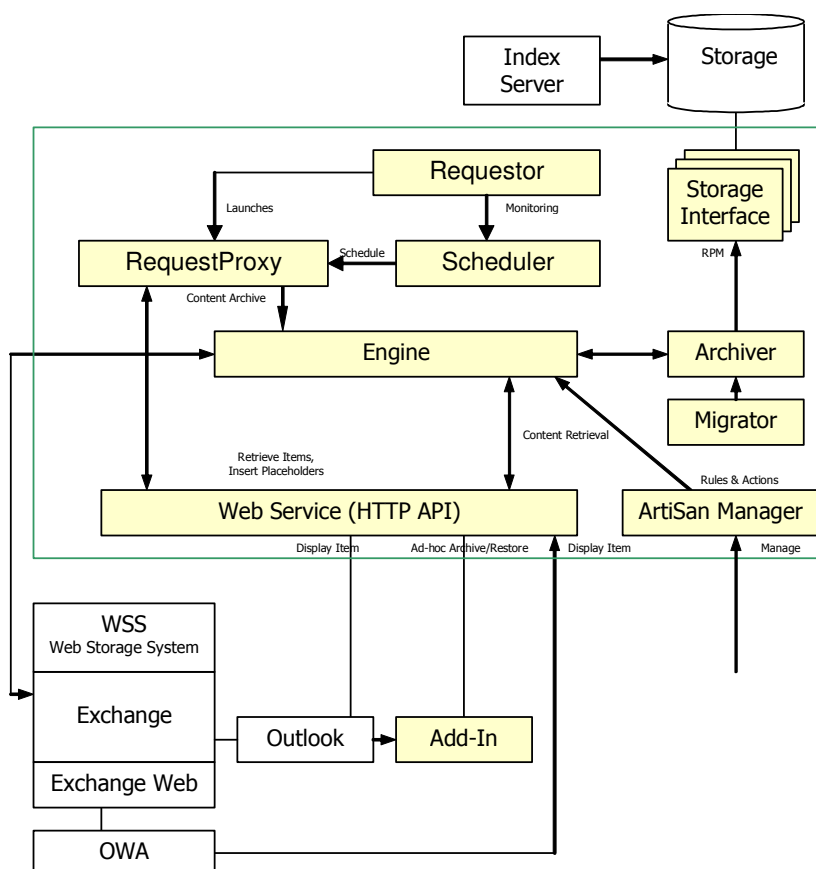 Index
Server
Storage
Requestor
Storage
Interface
Launches
Monitoring
RequestProxy
Schedule
Scheduler
RPM
Content Archive
Engine
Archiver
Migrator
Content Retrieval
Retrieve Items,
Insert Placeholders
Rules & Actions
Web Service (HTTP API)
ArtiSan Manager
Display Item
Ad-hoc Archive/Restore
Display Item
Manage
WSS
Web Storage System
Exchange
Outlook
Add-In
Exchange Web
OWA